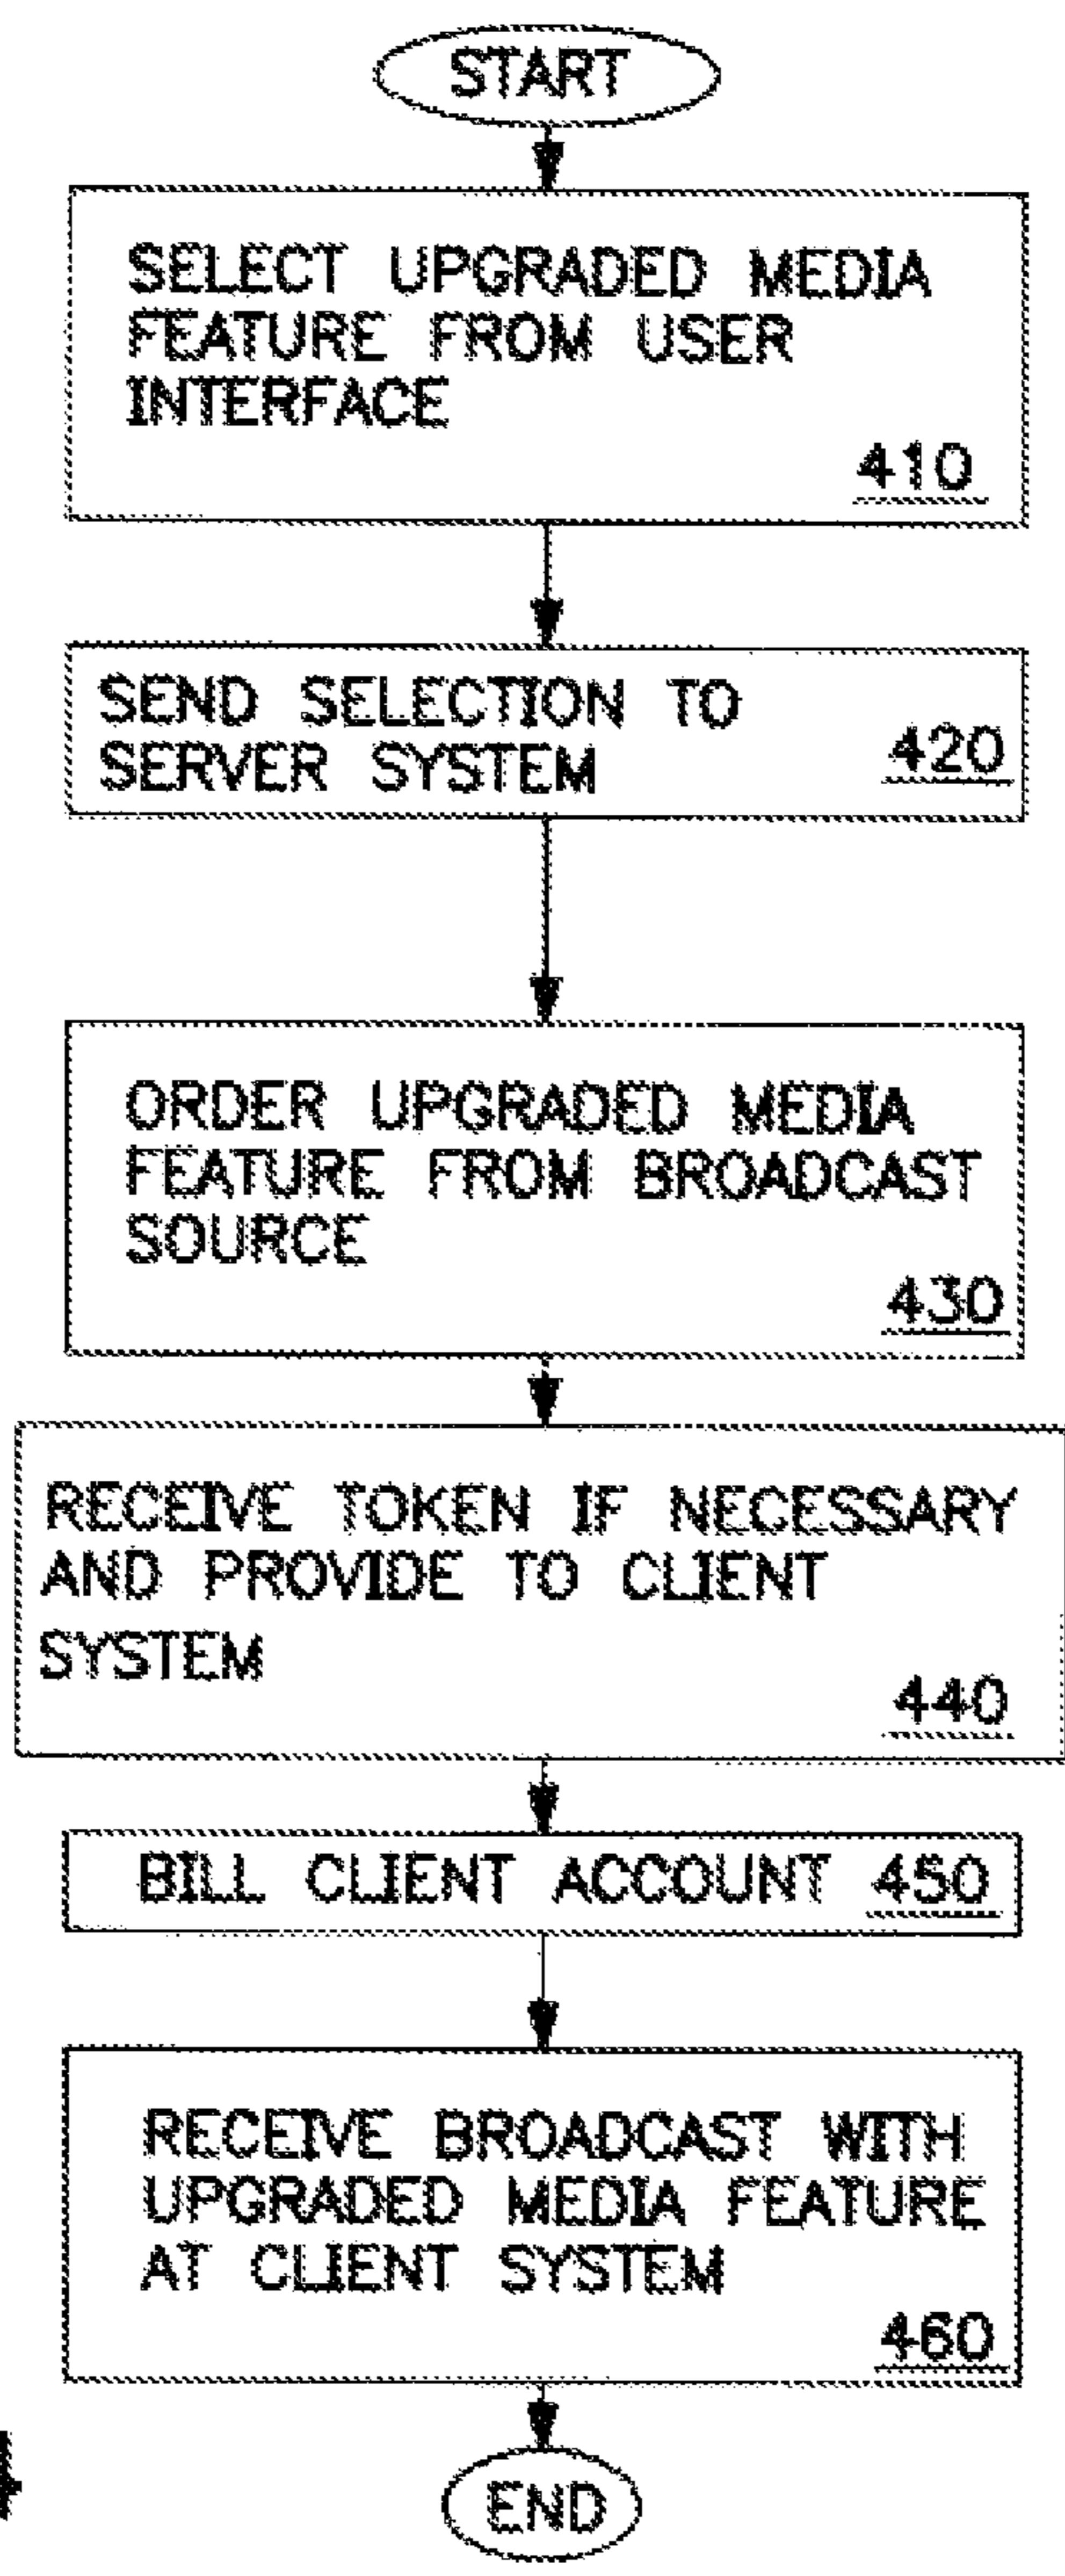 START
SELECT UPGRADED MEDIA
FEATURE FROM USER
INTERFACE
410
SEND SELECTION TO
SERVER SYSTEM
420
ORDER UPGRADED MEDIA
FEATURE FROM BROADCAST
SOURCE
430
RECEIVE TOKEN IF NECESSARY
AND PROVIDE TO CLIENT
SYSTEM
440
BILL CLIENT ACCOUNT 450
RECEIVE BROADCAST WITH
UPGRADED MEDIA FEATURE
AT CLIENT SYSTEM
460
END